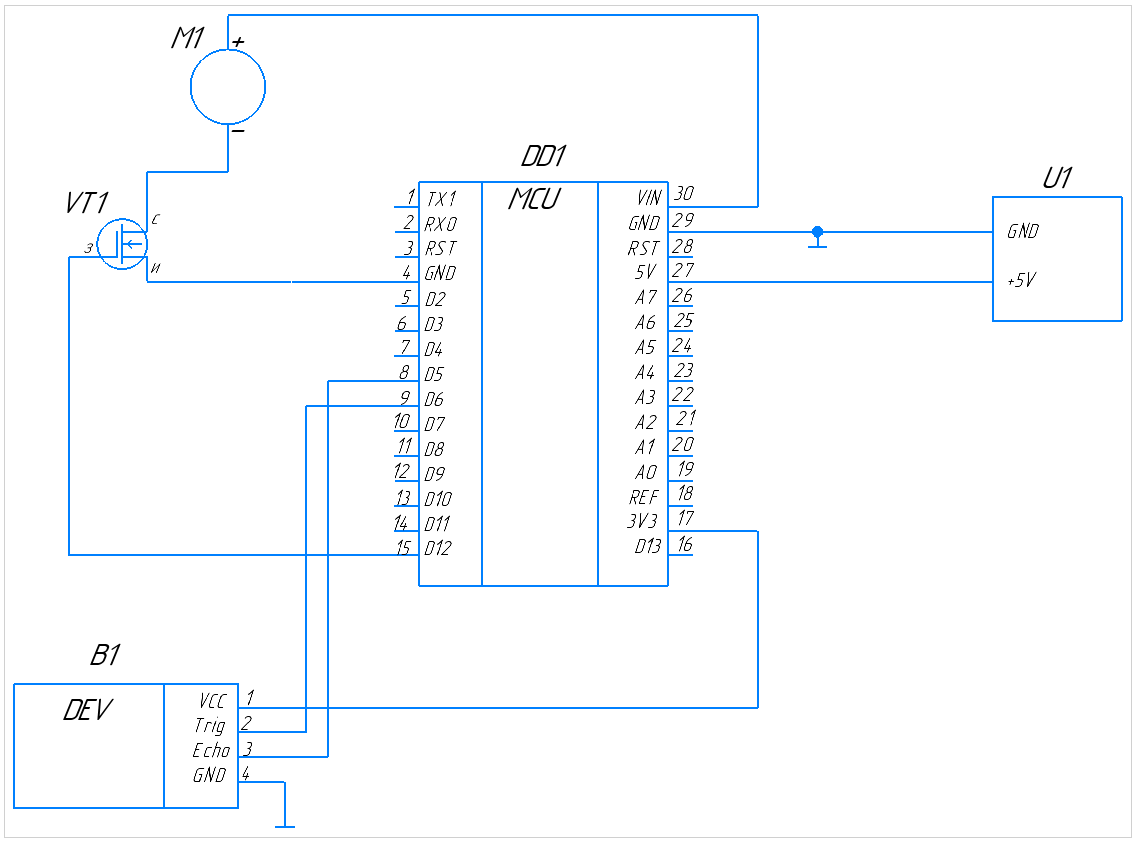 M1
+
−
VT1
С
З
И
DD1
MCU
1 TX1
2 RX0
3 RST
4 GND
5 D2
6 D3
7 D4
8 D5
9 D6
10 D7
11 D8
12 D9
13 D10
14 D11
15 D12
VIN 30
GND 29
RST 28
5V 27
A7 26
A6 25
A5 24
A4 23
A3 22
A2 21
A1 20
A0 19
REF 18
3V3 17
D13 16
U1
GND
+5V
B1
DEV
VCC 1
Trig 2
Echo 3
GND 4